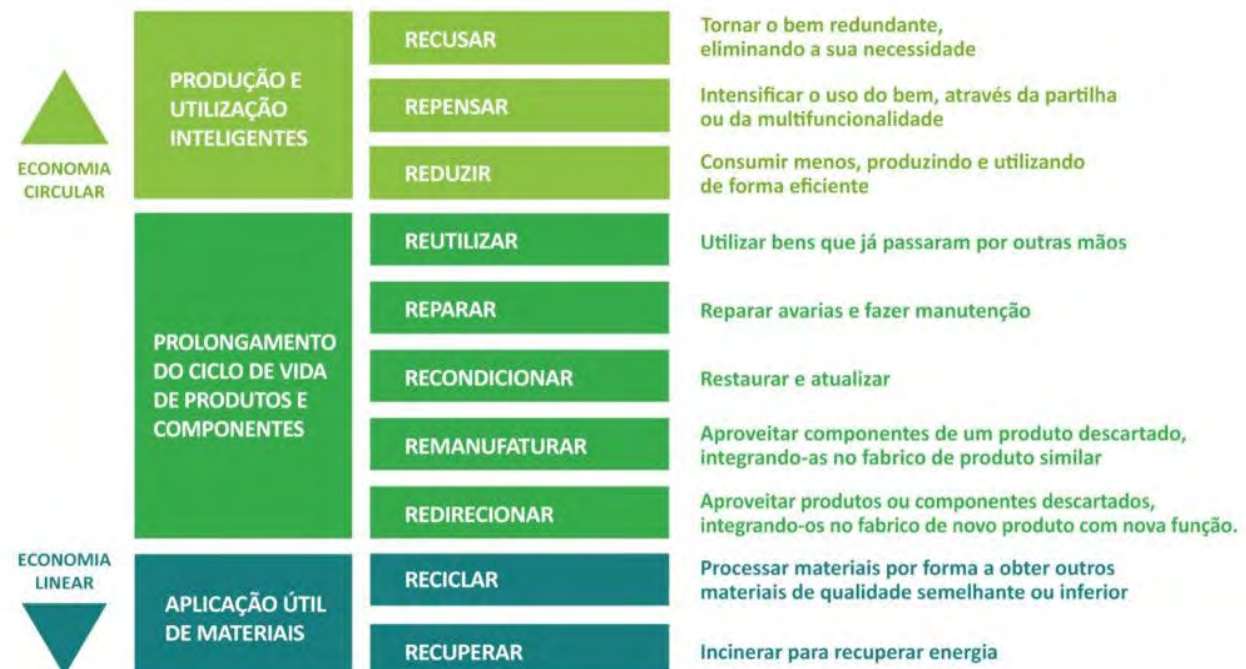 ECONOMIA
CIRCULAR
PRODUÇÃO E
UTILIZAÇÃO
INTELIGENTES
RECUSAR
Tornar o bem redundante,
eliminando a sua necessidade
REPENSAR
Intensificar o uso do bem, através da partilha
ou da multifuncionalidade
REDUZIR
Consumir menos, produzindo e utilizando
de forma eficiente
PROLONGAMENTO
DO CICLO DE VIDA
DE PRODUTOS E
COMPONENTES
REUTILIZAR
Utilizar bens que já passaram por outras mãos
REPARAR
Reparar avarias e fazer manutenção
RECONDICIONAR
Restaurar e atualizar
REMANUFATURAR
Aproveitar componentes de um produto descartado,
integrando-as no fabrico de produto similar
REDIRECIONAR
Aproveitar produtos ou componentes descartados,
integrando-os no fabrico de novo produto com nova função.
ECONOMIA
LINEAR
APLICAÇÃO ÚTIL
DE MATERIAIS
RECICLAR
Processar materiais por forma a obter outros
materiais de qualidade semelhante ou inferior
RECUPERAR
Incinerar para recuperar energia